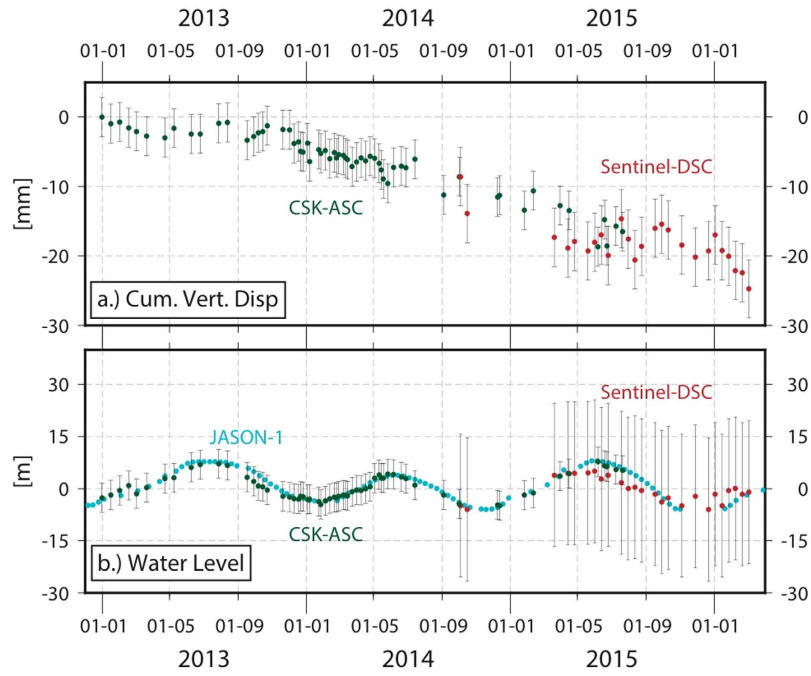 2013 2014 2015
01-01 01-05 01-09 01-01 01-05 01-09 01-01 01-05 01-09 01-01
0 0
-10 -10
-20 -20
-30 -30
[mm]
Sentinel-DSC
CSK-ASC
a.) Cum. Vert. Disp
30 30
15 15
0 0
-15 -15
-30 -30
[m]
Sentinel-DSC
JASON-1
CSK-ASC
b.) Water Level
01-01 01-05 01-09 01-01 01-05 01-09 01-01 01-05 01-09 01-01
2013 2014 2015